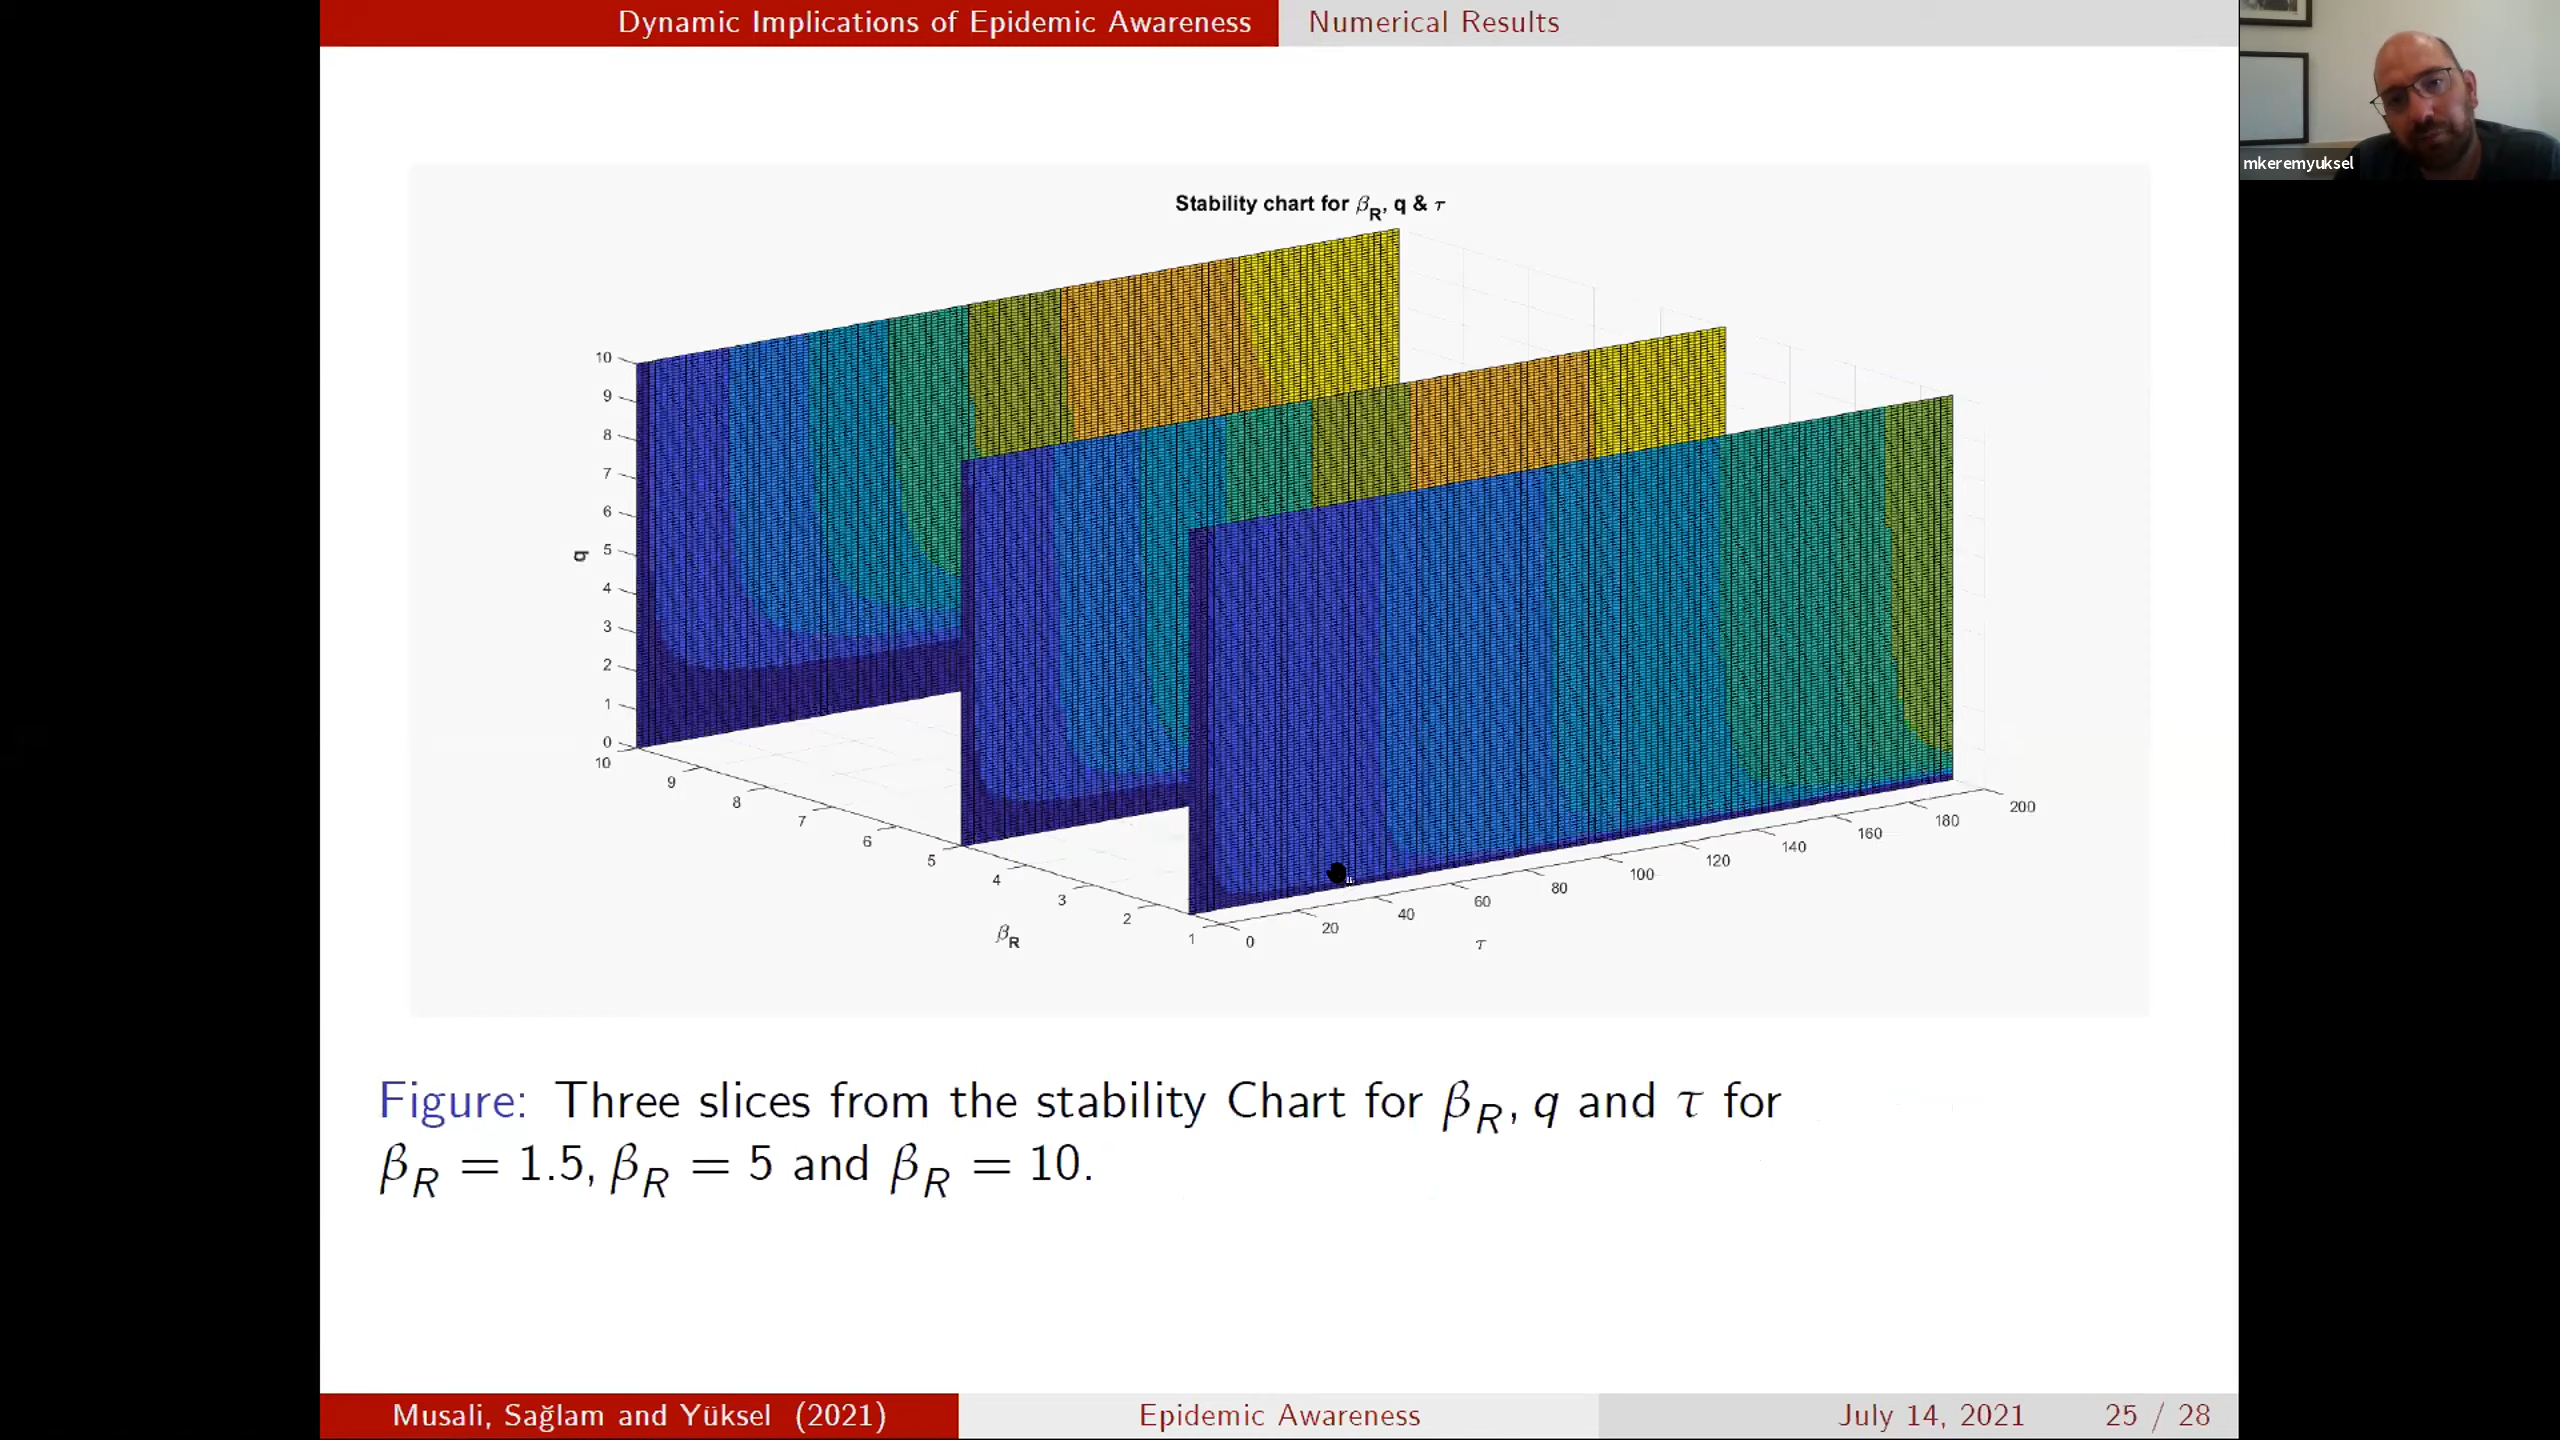 Dynamic Implications of Epidemic Awareness
Numerical Results
mkeremyuksel
Stability chart for β_R, q & τ
10
9
8
7
6
5
4
3
2
1
0
q
10
9
8
7
6
5
4
3
2
1
β_R
0
20
40
60
80
100
120
140
160
180
200
τ
Figure: Three slices from the stability Chart for β_R, q and τ for
β_R = 1.5, β_R = 5 and β_R = 10.
Musali, Sağlam and Yüksel (2021)
Epidemic Awareness
July 14, 2021
25 / 28